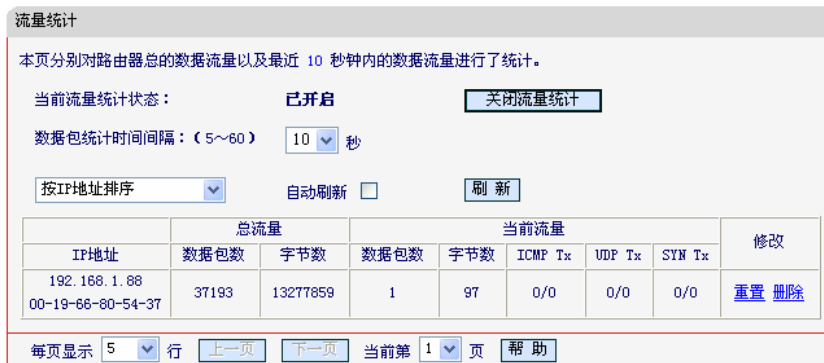 流量统计
本页分别对路由器总的数据流量以及最近 10 秒钟内的数据流量进行了统计。
当前流量统计状态： 已开启 关闭流量统计
数据包统计时间间隔：（5～60） 10 秒
按IP地址排序 自动刷新 刷 新
总流量 当前流量 修改
IP地址 数据包数 字节数 数据包数 字节数 ICMP Tx UDP Tx SYN Tx
192.168.1.88
00-19-66-80-54-37 37193 13277859 1 97 0/0 0/0 0/0 重置 删除
每页显示 5 行 上一页 下一页 当前第 1 页 帮 助